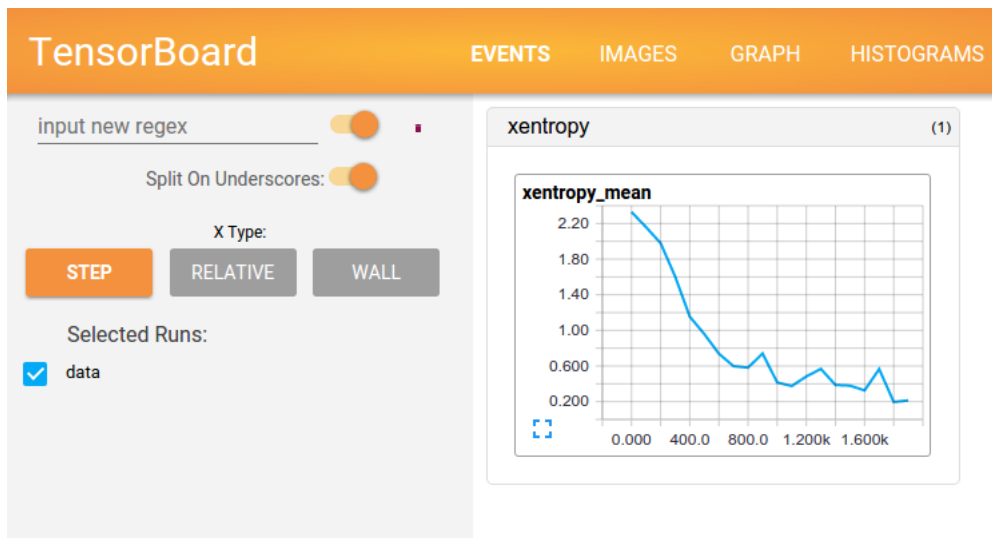 TensorBoard EVENTS IMAGES GRAPH HISTOGRAMS
input new regex
Split On Underscores:
X Type:
STEP RELATIVE WALL
Selected Runs:
data
xentropy (1)
xentropy_mean
2.20
1.80
1.40
1.00
0.600
0.200
0.000 400.0 800.0 1.200k 1.600k